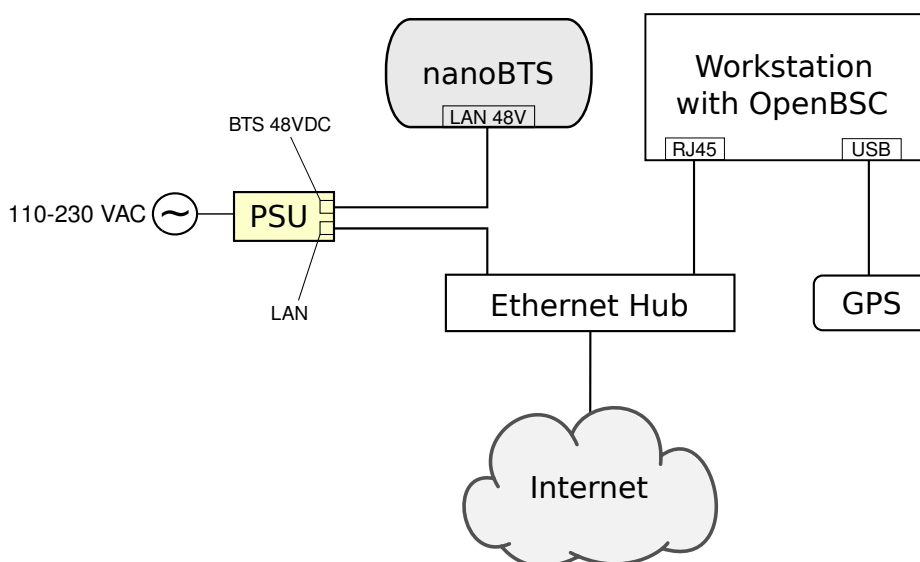 nanoBTS
LAN 48V
Workstation
with OpenBSC
RJ45
USB
BTS 48VDC
110-230 VAC
~
PSU
LAN
Ethernet Hub
GPS
Internet